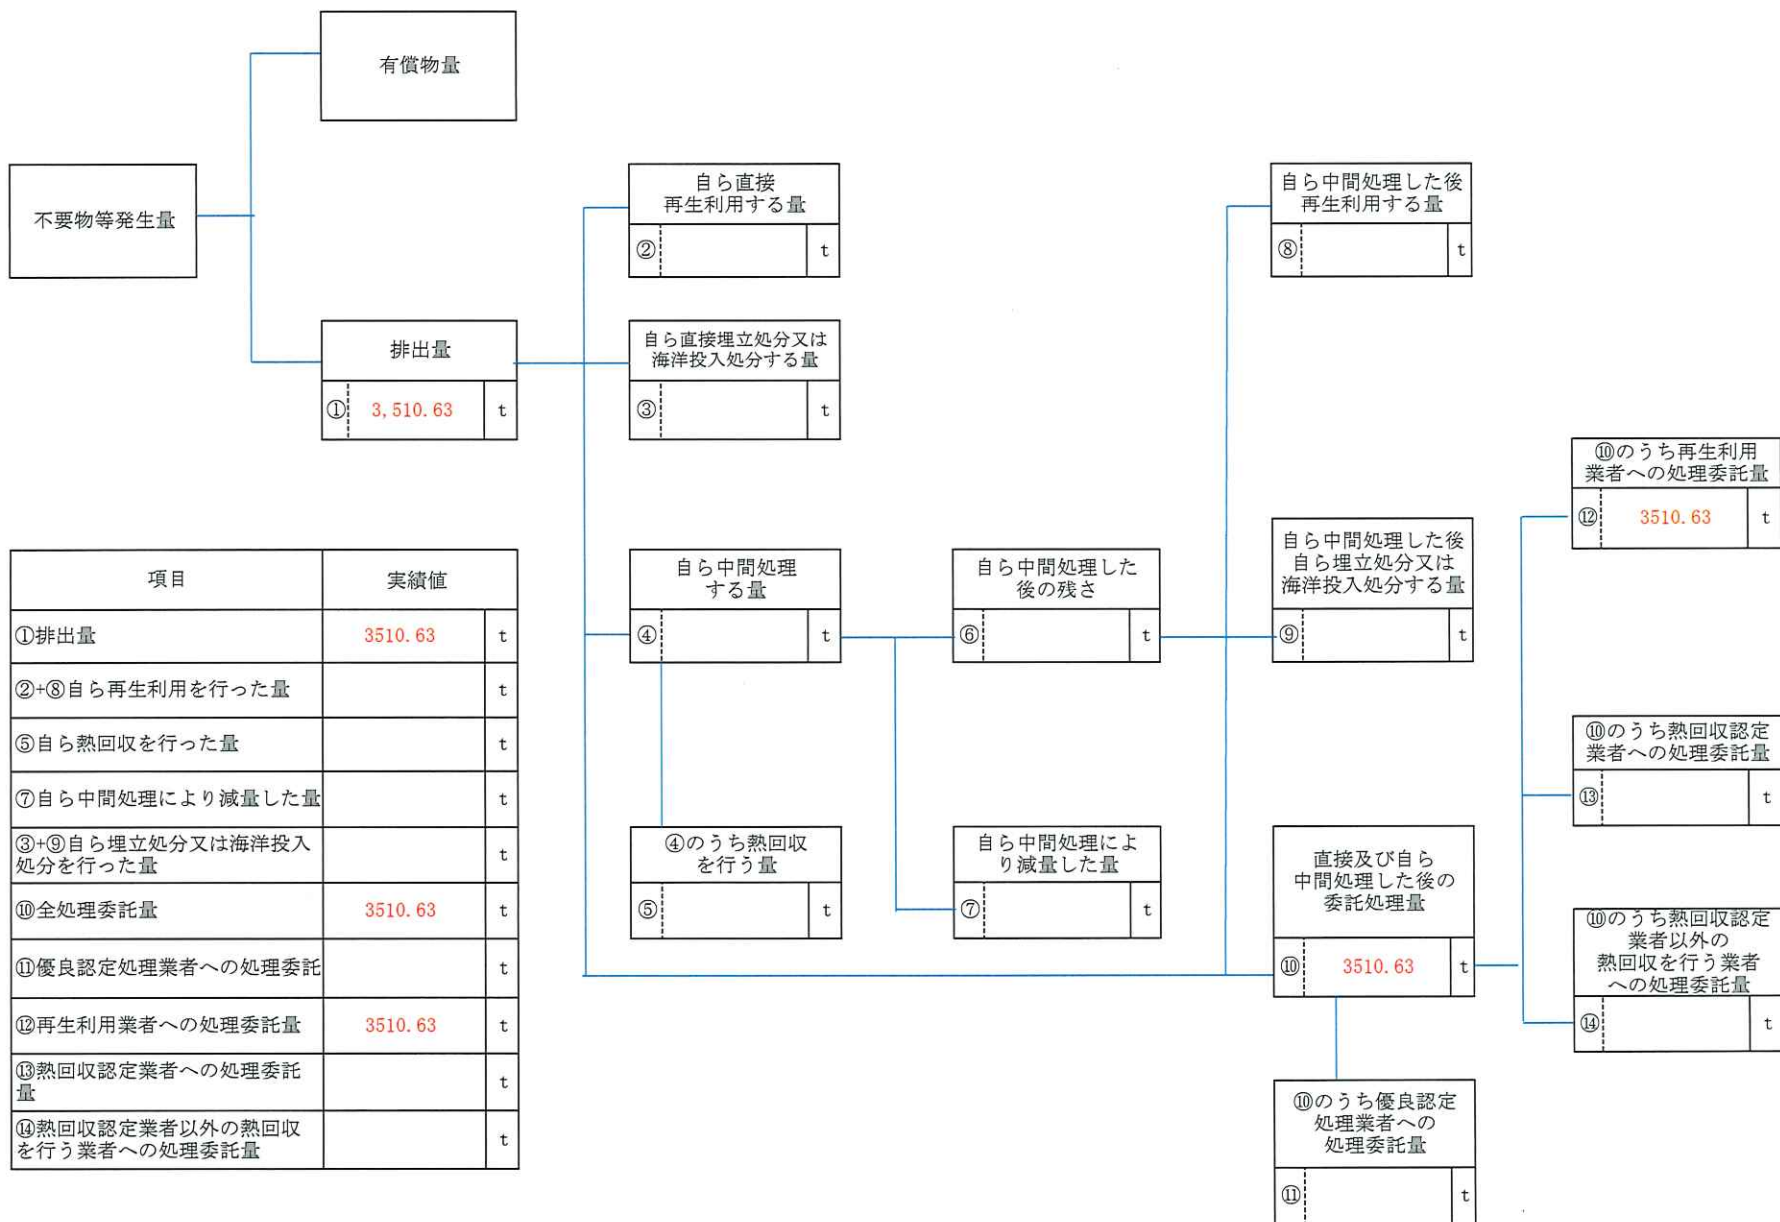 有償物量
不要物等発生量
排出量
① 3,510.63 t
自ら直接
再生利用する量
② t
自ら直接埋立処分又は
海洋投入処分する量
③ t
自ら中間処理
する量
④ t
④のうち熱回収
を行う量
⑤ t
自ら中間処理した
後の残さ
⑥ t
自ら中間処理によ
り減量した量
⑦ t
自ら中間処理した後
再生利用する量
⑧ t
自ら中間処理した後
自ら埋立処分又は
海洋投入処分する量
⑨ t
直接及び自ら
中間処理した後の
委託処理量
⑩ 3510.63 t
⑩のうち優良認定
処理業者への
処理委託量
⑪ t
⑩のうち再生利用
業者への処理委託量
⑫ 3510.63 t
⑩のうち熱回収認定
業者への処理委託量
⑬ t
⑩のうち熱回収認定
業者以外の
熱回収を行う業者
への処理委託量
⑭ t
項目 実績値
①排出量 3510.63 t
②+⑧自ら再生利用を行った量 t
⑤自ら熱回収を行った量 t
⑦自ら中間処理により減量した量 t
③+⑨自ら埋立処分又は海洋投入
処分を行った量 t
⑩全処理委託量 3510.63 t
⑪優良認定処理業者への処理委託 t
⑫再生利用業者への処理委託量 3510.63 t
⑬熱回収認定業者への処理委託
量 t
⑭熱回収認定業者以外の熱回収
を行う業者への処理委託量 t